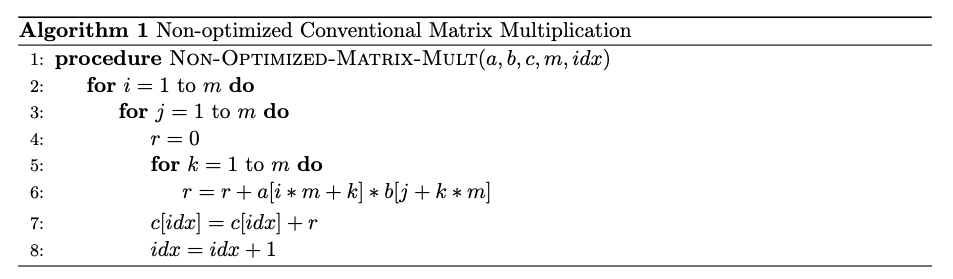 Algorithm 1 Non-optimized Conventional Matrix Multiplication
1: procedure NON-OPTIMIZED-MATRIX-MULT(a, b, c, m, idx)
2: for i = 1 to m do
3: for j = 1 to m do
4: r = 0
5: for k = 1 to m do
6: r = r + a[i ∗ m + k] ∗ b[j + k ∗ m]
7: c[idx] = c[idx] + r
8: idx = idx + 1